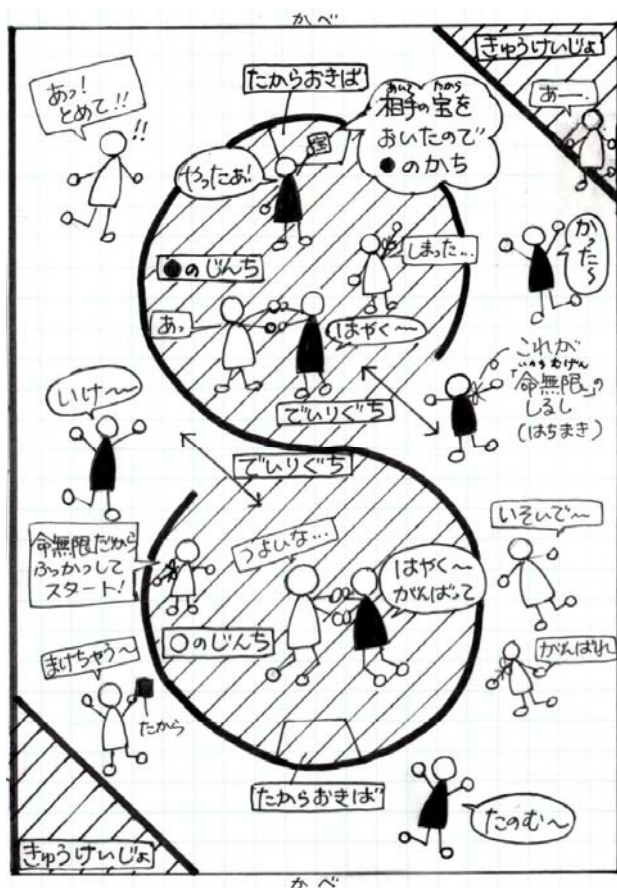 かべ
きゅうけいじょ
あー…
あっ!
とめて!!
!!
たからおきば
宝
あいて たから
相手の宝を
おいたので
●のかち
やったぁ!
しまった…
●のじんち
かった〜
あっ
はやく〜
これが
いのちむげん
「命無限」の
しるし
(はちまき)
でいりぐち
いけ〜
でいりぐち
いそいで〜
命無限だから
ふっかつして
スタート!
つよいな…
はやく〜
がんばって
○のじんち
がんばれ
まけちゃう〜
たから
たからおきば
たのむ〜
きゅうけいじょ
かべ